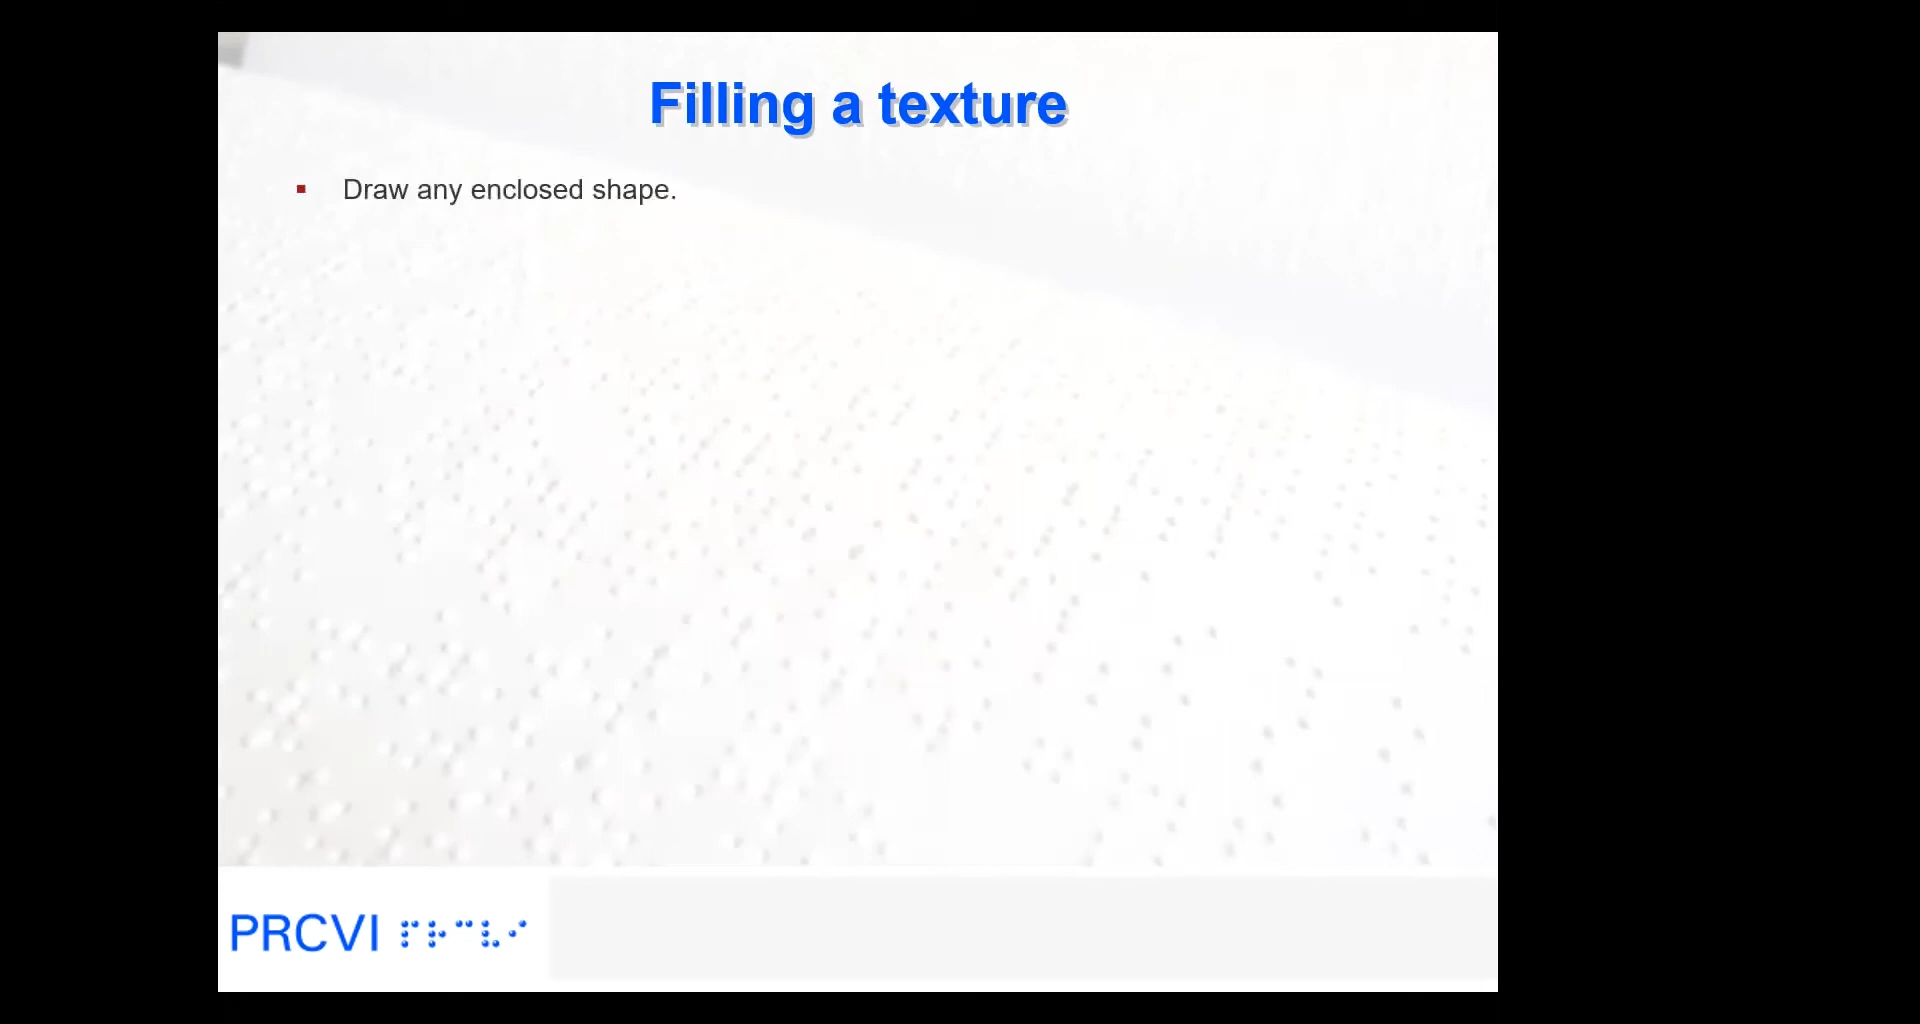 Filling a texture
▪ Draw any enclosed shape.
PRCVI ⠏⠗⠉⠧⠊